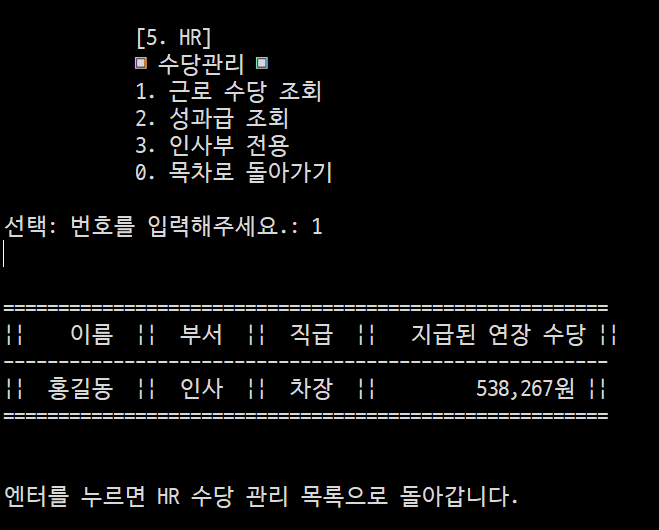 [5. HR]
▣ 수당관리 ▣
1. 근로 수당 조회
2. 성과급 조회
3. 인사부 전용
0. 목차로 돌아가기
선택: 번호를 입력해주세요.: 1
=======================================================
¦¦    이름  ¦¦  부서  ¦¦  직급  ¦¦   지급된 연장 수당 ¦¦
-------------------------------------------------------
¦¦  홍길동  ¦¦  인사  ¦¦  차장  ¦¦         538,267원 ¦¦
=======================================================
엔터를 누르면 HR 수당 관리 목록으로 돌아갑니다.